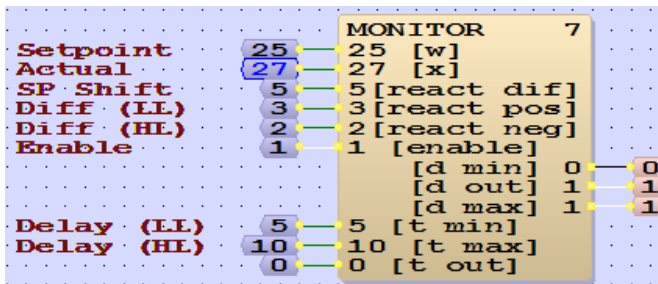 MONITOR 7
Setpoint 25 25 [w]
Actual 27 27 [x]
SP Shift 5 5[react dif]
Diff (LL) 3 3[react pos]
Diff (HL) 2 2[react neg]
Enable 1 1 [enable]
[d min] 0 0
[d out] 1 1
[d max] 1 1
Delay (LL) 5 5 [t min]
Delay (HL) 10 10 [t max]
0 0 [t out]